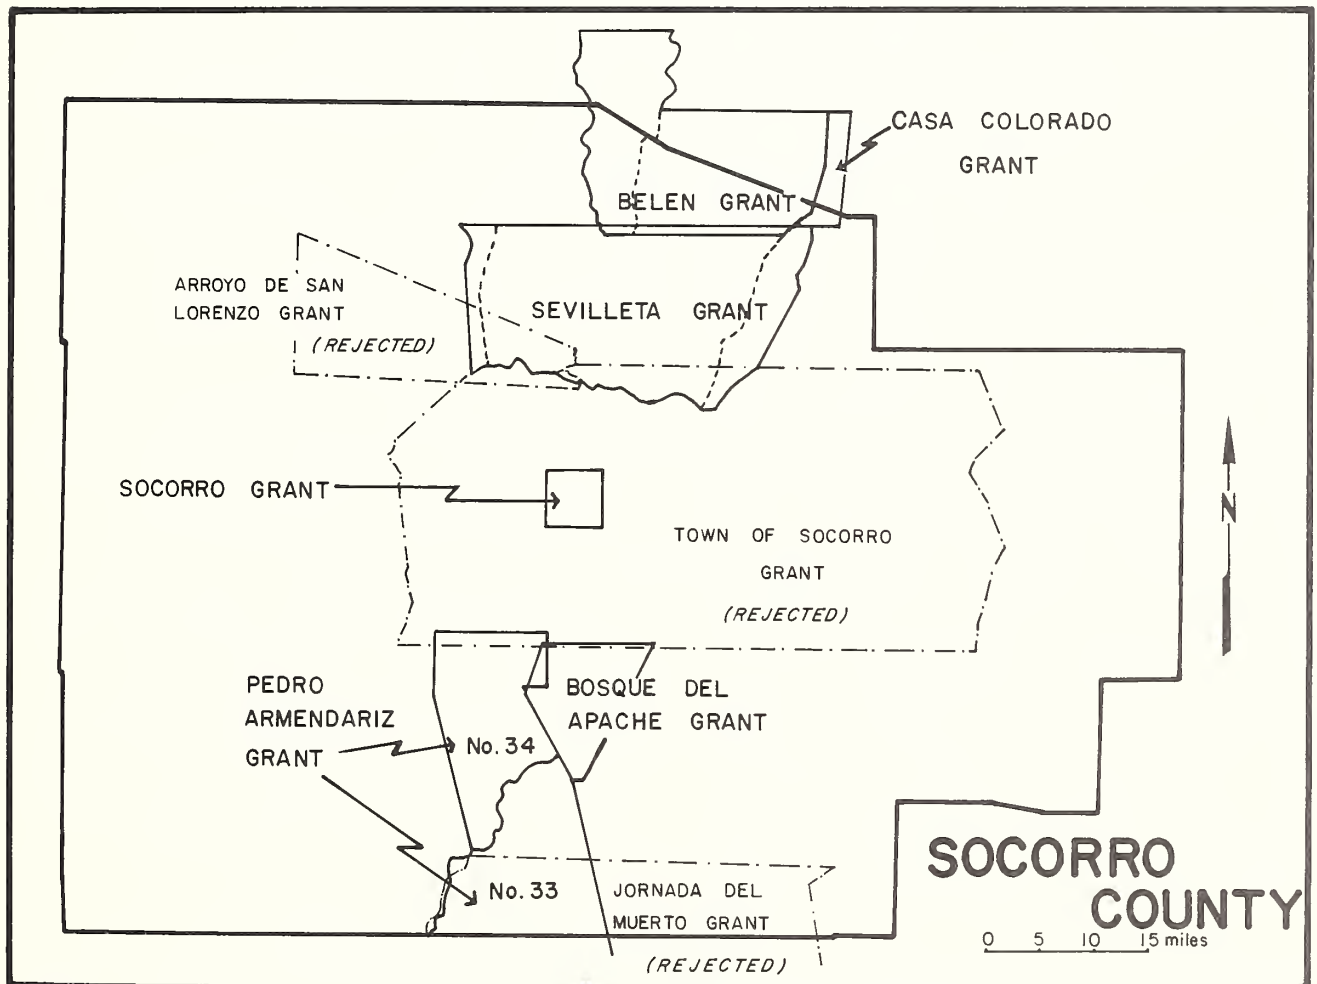 CASA COLORADO
GRANT
BELEN GRANT
ARROYO DE SAN
LORENZO GRANT
(REJECTED)
SEVILLETA GRANT
SOCORRO GRANT
N
TOWN OF SOCORRO
GRANT
(REJECTED)
PEDRO
ARMENDARIZ
GRANT
BOSQUE DEL
APACHE GRANT
No. 34
No. 33
JORNADA DEL
MUERTO GRANT
(REJECTED)
SOCORRO
COUNTY
0 5 10 15 miles